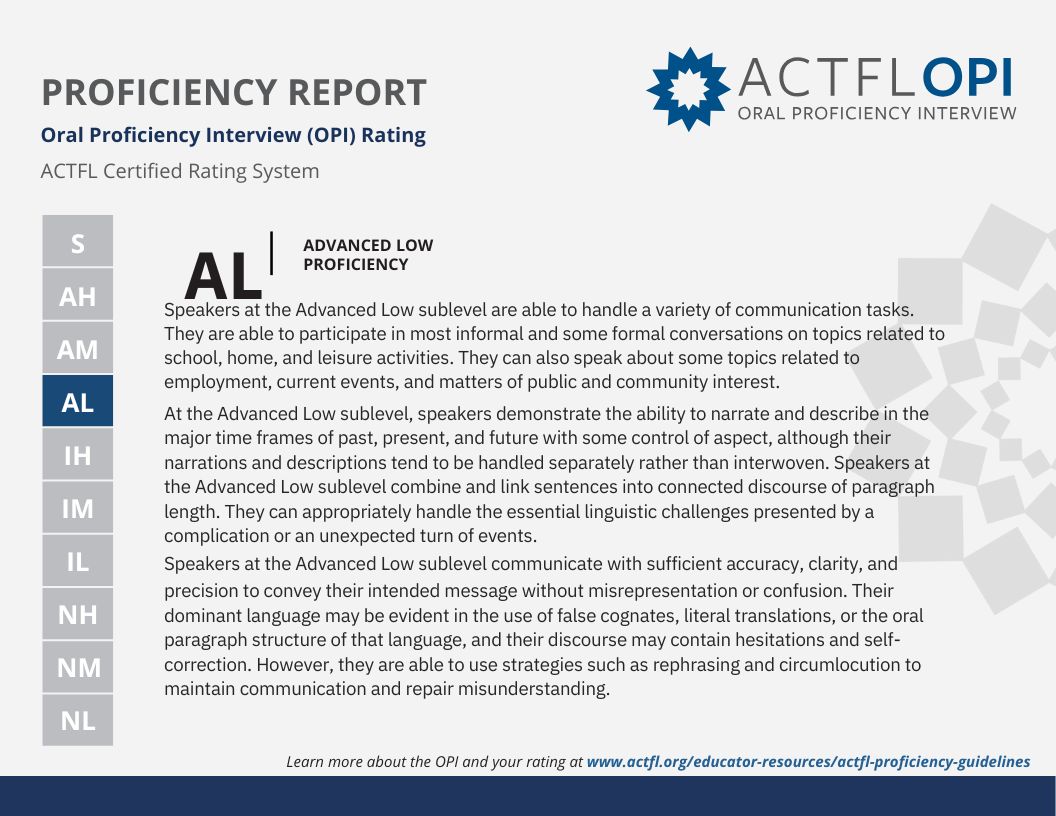 PROFICIENCY REPORT
Oral Proficiency Interview (OPI) Rating
ACTFL Certified Rating System
ACTFL OPI
ORAL PROFICIENCY INTERVIEW
S
AH
AM
AL
IH
IM
IL
NH
NM
NL
AL
ADVANCED LOW
PROFICIENCY
Speakers at the Advanced Low sublevel are able to handle a variety of communication tasks.
They are able to participate in most informal and some formal conversations on topics related to
school, home, and leisure activities. They can also speak about some topics related to
employment, current events, and matters of public and community interest.
At the Advanced Low sublevel, speakers demonstrate the ability to narrate and describe in the
major time frames of past, present, and future with some control of aspect, although their
narrations and descriptions tend to be handled separately rather than interwoven. Speakers at
the Advanced Low sublevel combine and link sentences into connected discourse of paragraph
length. They can appropriately handle the essential linguistic challenges presented by a
complication or an unexpected turn of events.
Speakers at the Advanced Low sublevel communicate with sufficient accuracy, clarity, and
precision to convey their intended message without misrepresentation or confusion. Their
dominant language may be evident in the use of false cognates, literal translations, or the oral
paragraph structure of that language, and their discourse may contain hesitations and self-
correction. However, they are able to use strategies such as rephrasing and circumlocution to
maintain communication and repair misunderstanding.
Learn more about the OPI and your rating at www.actfl.org/educator-resources/actfl-proficiency-guidelines